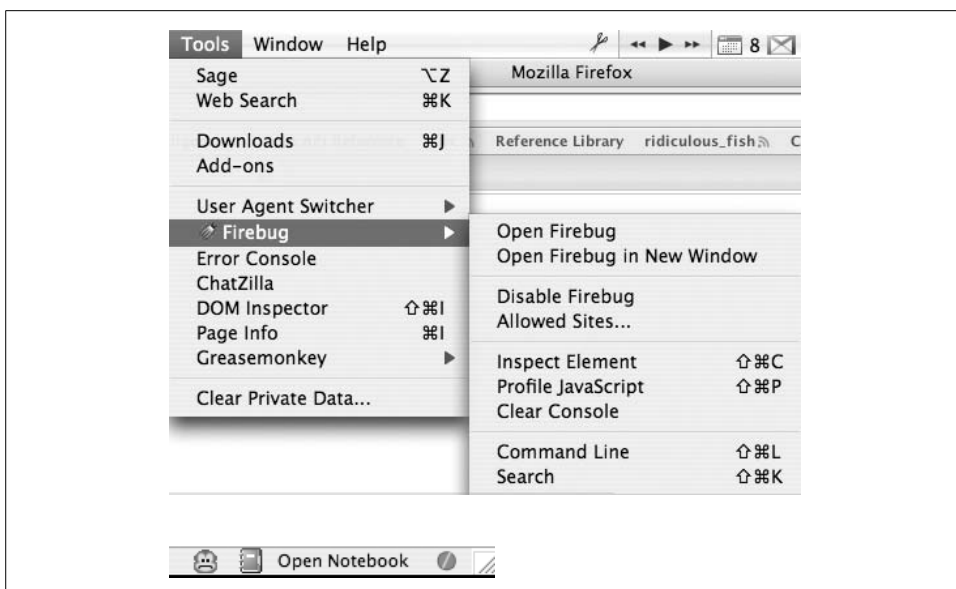 Tools Window Help 8
Sage ⌥Z
Mozilla Firefox
Web Search ⌘K
Downloads ⌘J
Reference Library ridiculous_fish C
Add-ons
User Agent Switcher
Firebug
Open Firebug
Error Console
Open Firebug in New Window
ChatZilla
DOM Inspector ⇧⌘I
Disable Firebug
Page Info ⌘I
Allowed Sites...
Greasemonkey
Inspect Element ⇧⌘C
Profile JavaScript ⇧⌘P
Clear Private Data...
Clear Console
Command Line ⇧⌘L
Search ⇧⌘K
Open Notebook